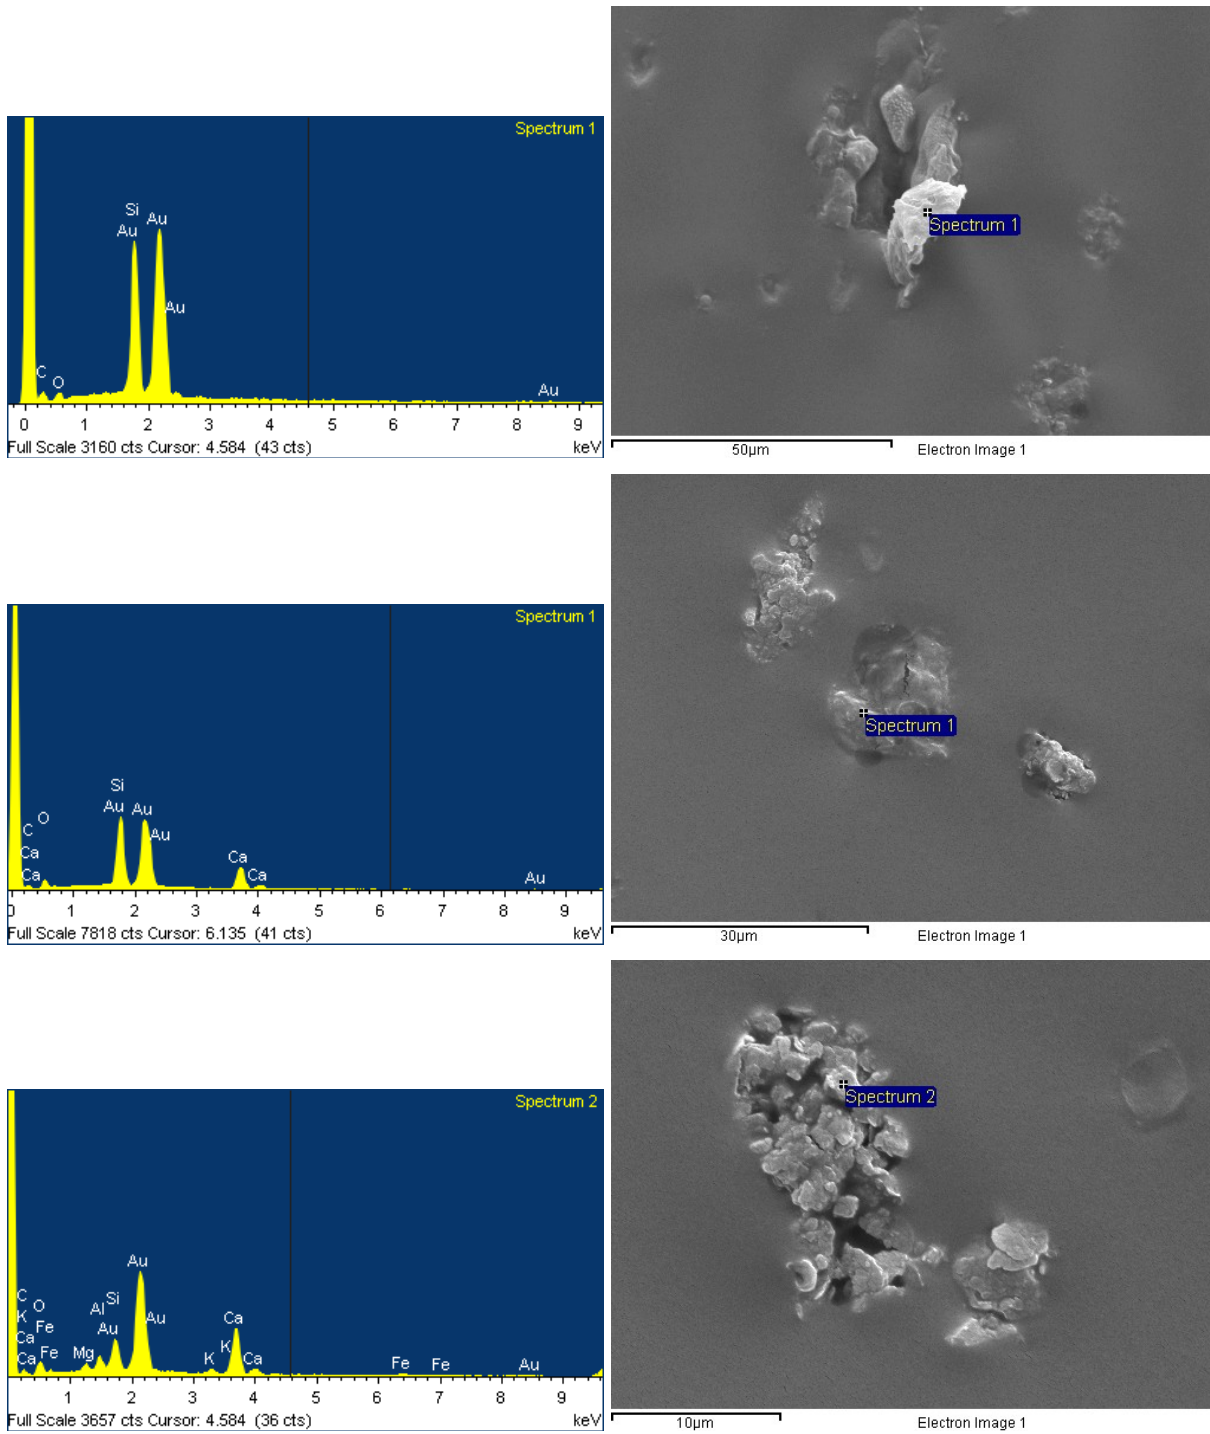 Spectrum 1
Si
Au Au
Au
C
O
Au
0 1 2 3 4 5 6 7 8 9
Full Scale 3160 cts Cursor: 4.584 (43 cts) keV
Spectrum 1
50µm Electron Image 1
Spectrum 1
Si
Au Au
O
C Au
Ca Ca
Ca Ca Au
0 1 2 3 4 5 6 7 8 9
Full Scale 7818 cts Cursor: 6.135 (41 cts) keV
Spectrum 1
30µm Electron Image 1
Spectrum 2
Au
C O Al Si
K Fe Au Au Ca
Ca Fe Mg K
Ca K Ca Fe Fe Au
1 2 3 4 5 6 7 8 9
Full Scale 3657 cts Cursor: 4.584 (36 cts) keV
Spectrum 2
10µm Electron Image 1